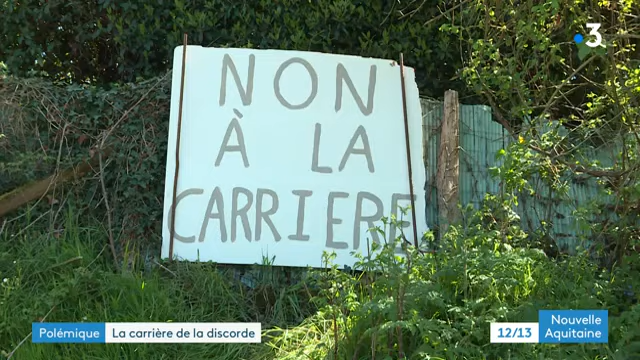 3
NON
À LA
CARRIERE
Polémique La carrière de la discorde
12/13 Nouvelle Aquitaine